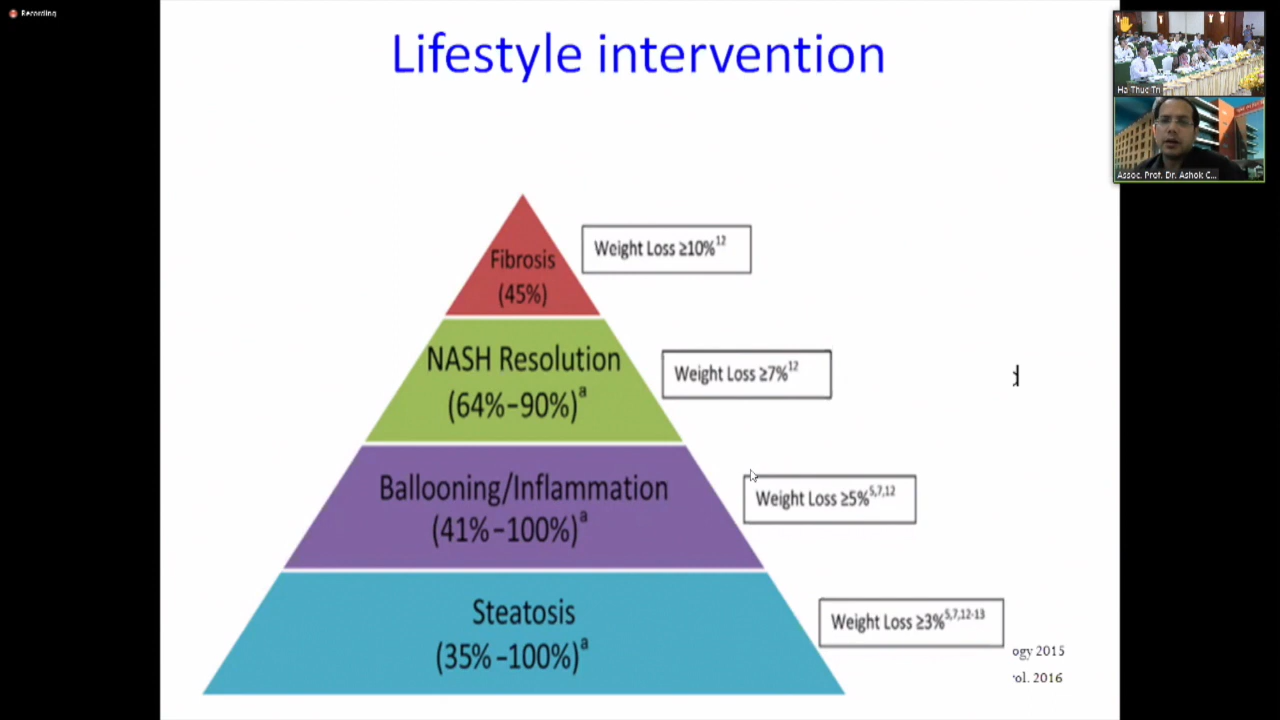 Recording
Lifestyle intervention
Ha Thuc Tri
Assoc. Prof. Dr. Ashok C...
Fibrosis
(45%)
Weight Loss ≥10%12
NASH Resolution
(64%–90%)a
Weight Loss ≥7%12
d
Ballooning/Inflammation
(41%–100%)a
Weight Loss ≥5%5,7,12
Steatosis
(35%–100%)a
Weight Loss ≥3%5,7,12-13
ogy 2015
ol. 2016